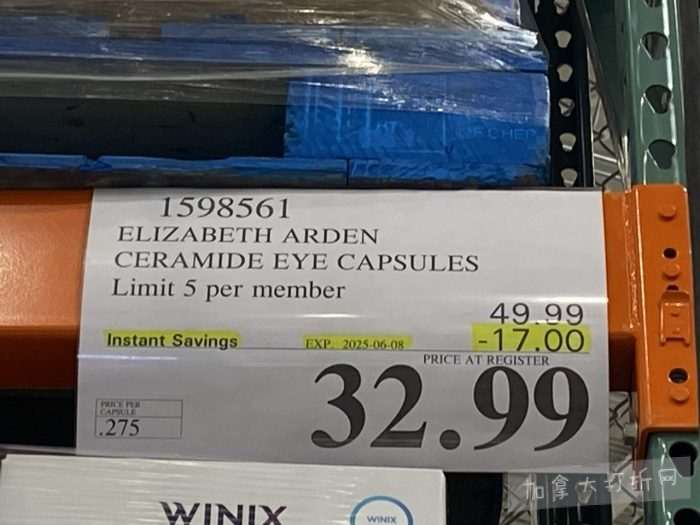 1598561
ELIZABETH ARDEN
CERAMIDE EYE CAPSULES
Limit 5 per member
49.99
Instant Savings EXP. 2025-06-08 -17.00
PRICE AT REGISTER
32.99
PRICE PER
CAPSULE
.275
WINIX
WINIX
加拿大打折网